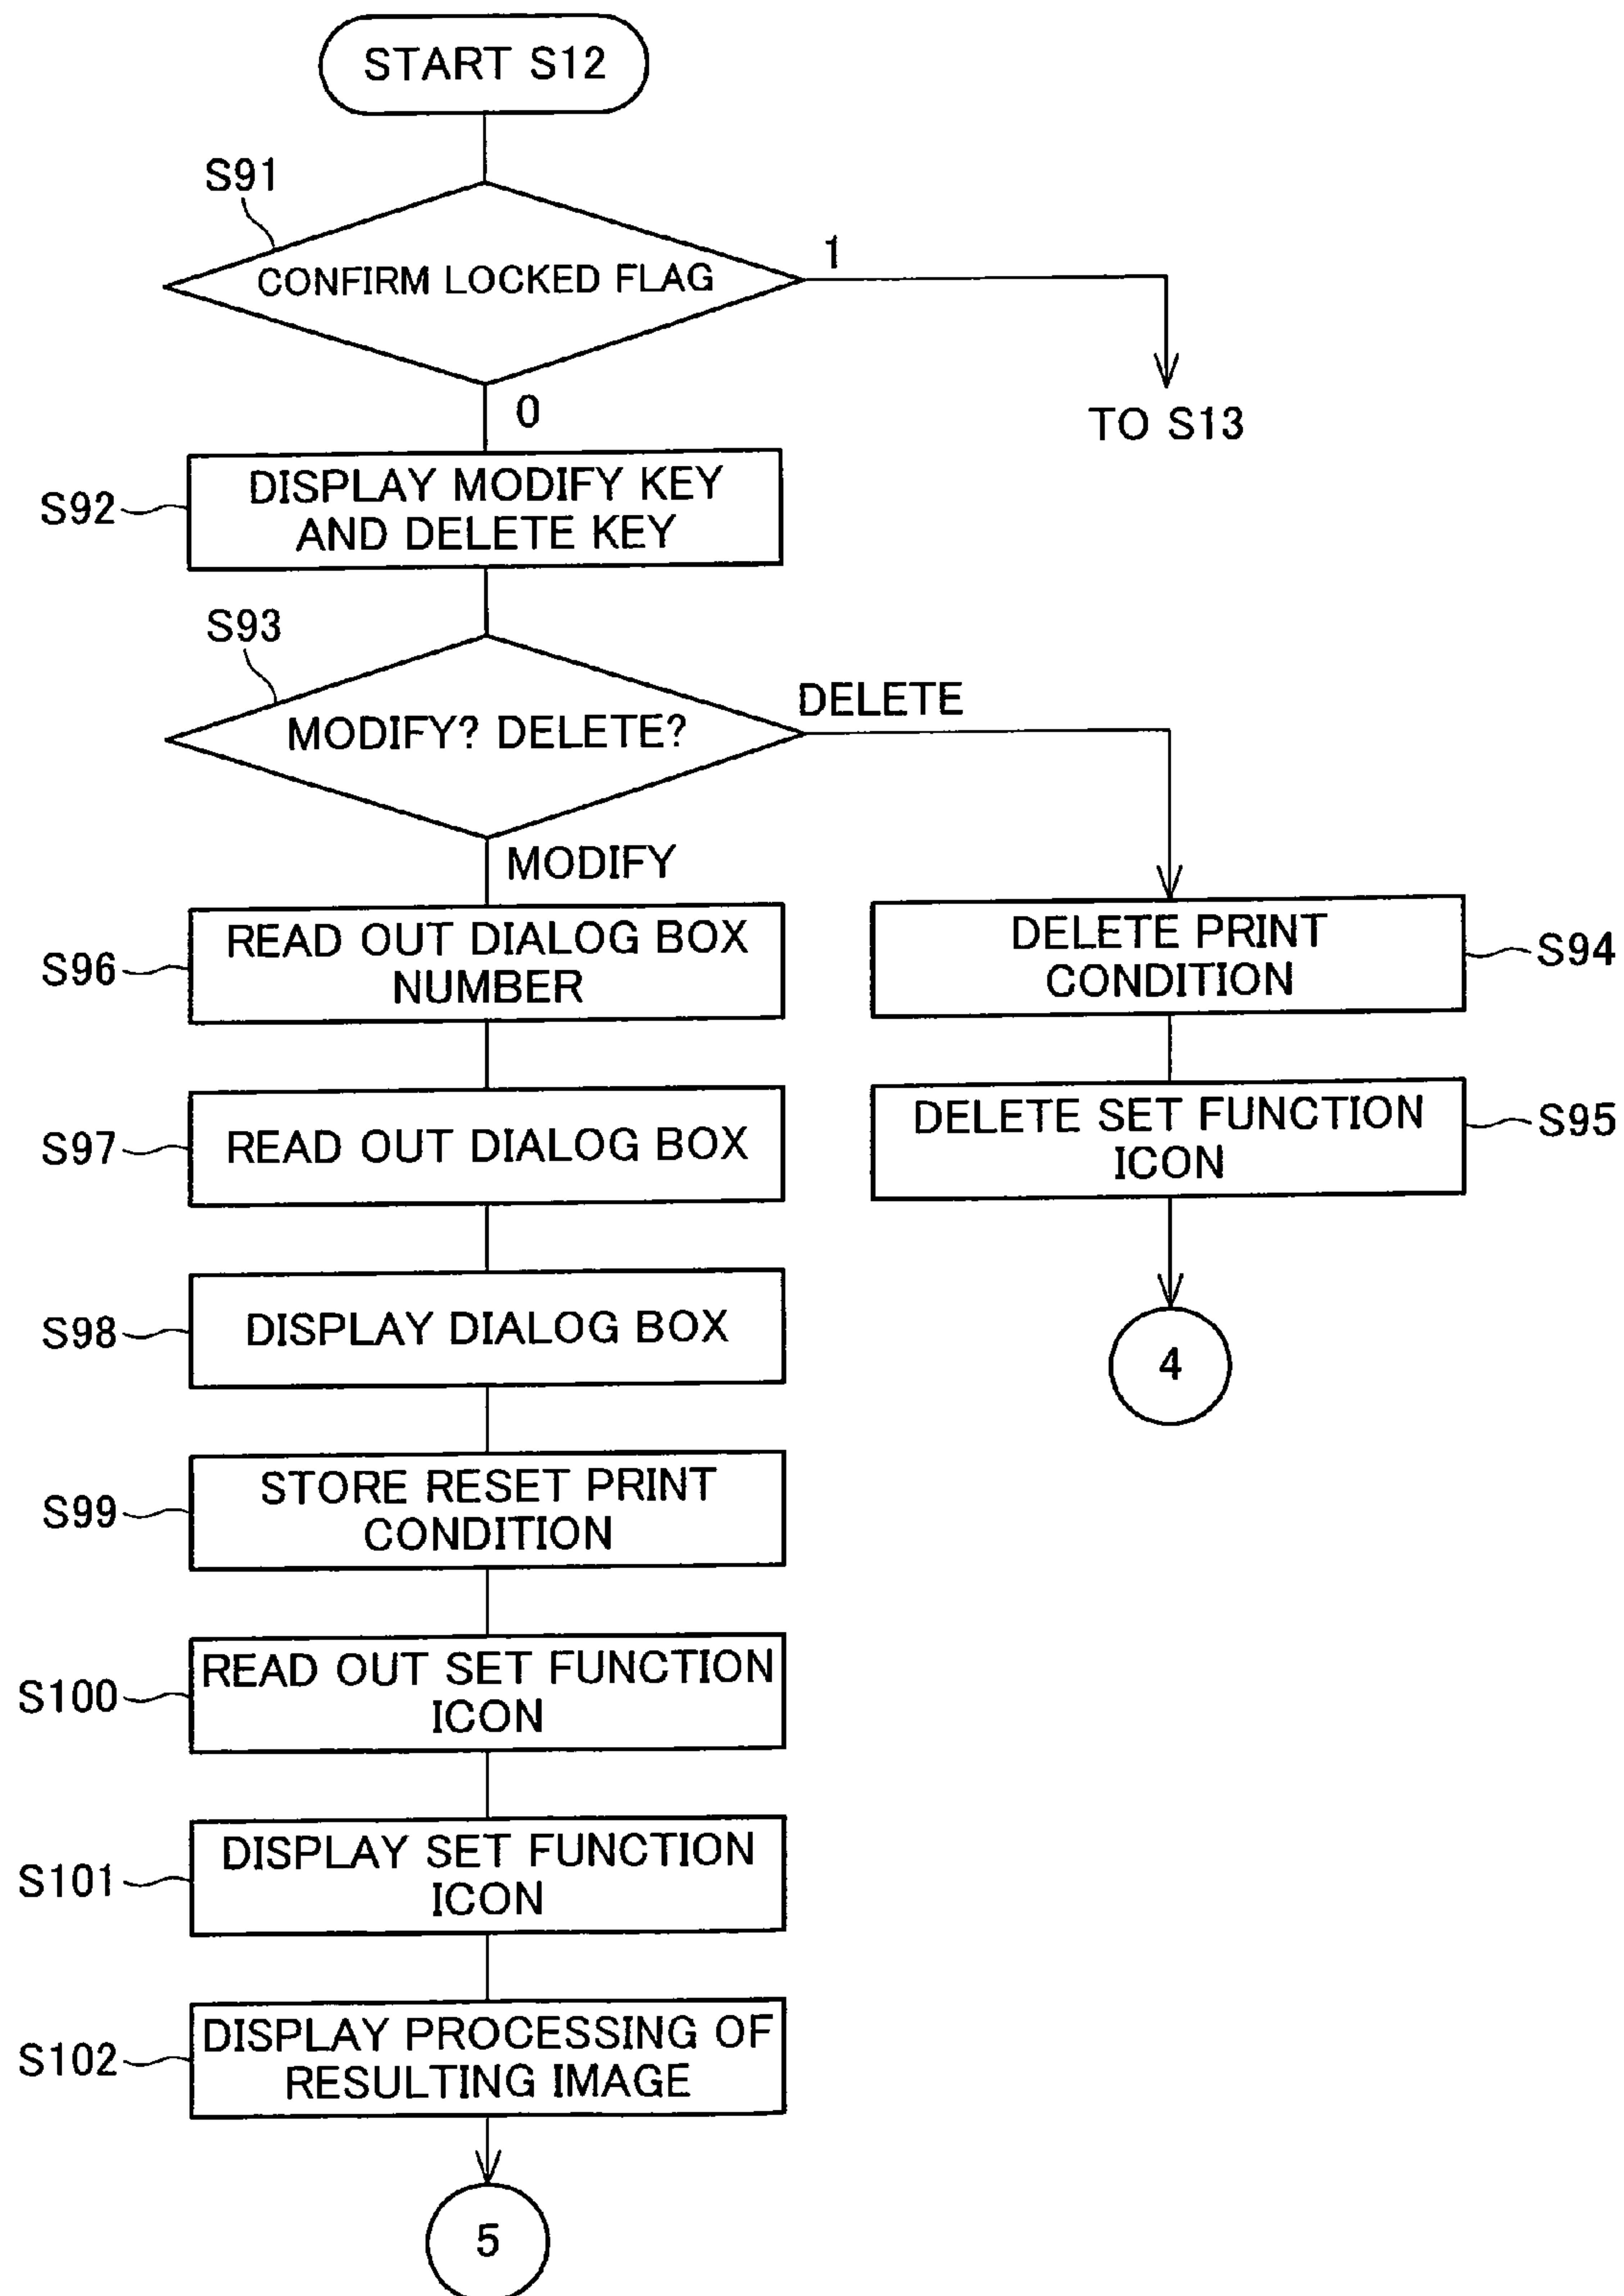 START S12
S91
CONFIRM LOCKED FLAG
1
TO S13
0
S92
DISPLAY MODIFY KEY
AND DELETE KEY
S93
MODIFY? DELETE?
DELETE
MODIFY
S94
DELETE PRINT
CONDITION
S95
DELETE SET FUNCTION
ICON
4
S96
READ OUT DIALOG BOX
NUMBER
S97
READ OUT DIALOG BOX
S98
DISPLAY DIALOG BOX
S99
STORE RESET PRINT
CONDITION
S100
READ OUT SET FUNCTION
ICON
S101
DISPLAY SET FUNCTION
ICON
S102
DISPLAY PROCESSING OF
RESULTING IMAGE
5